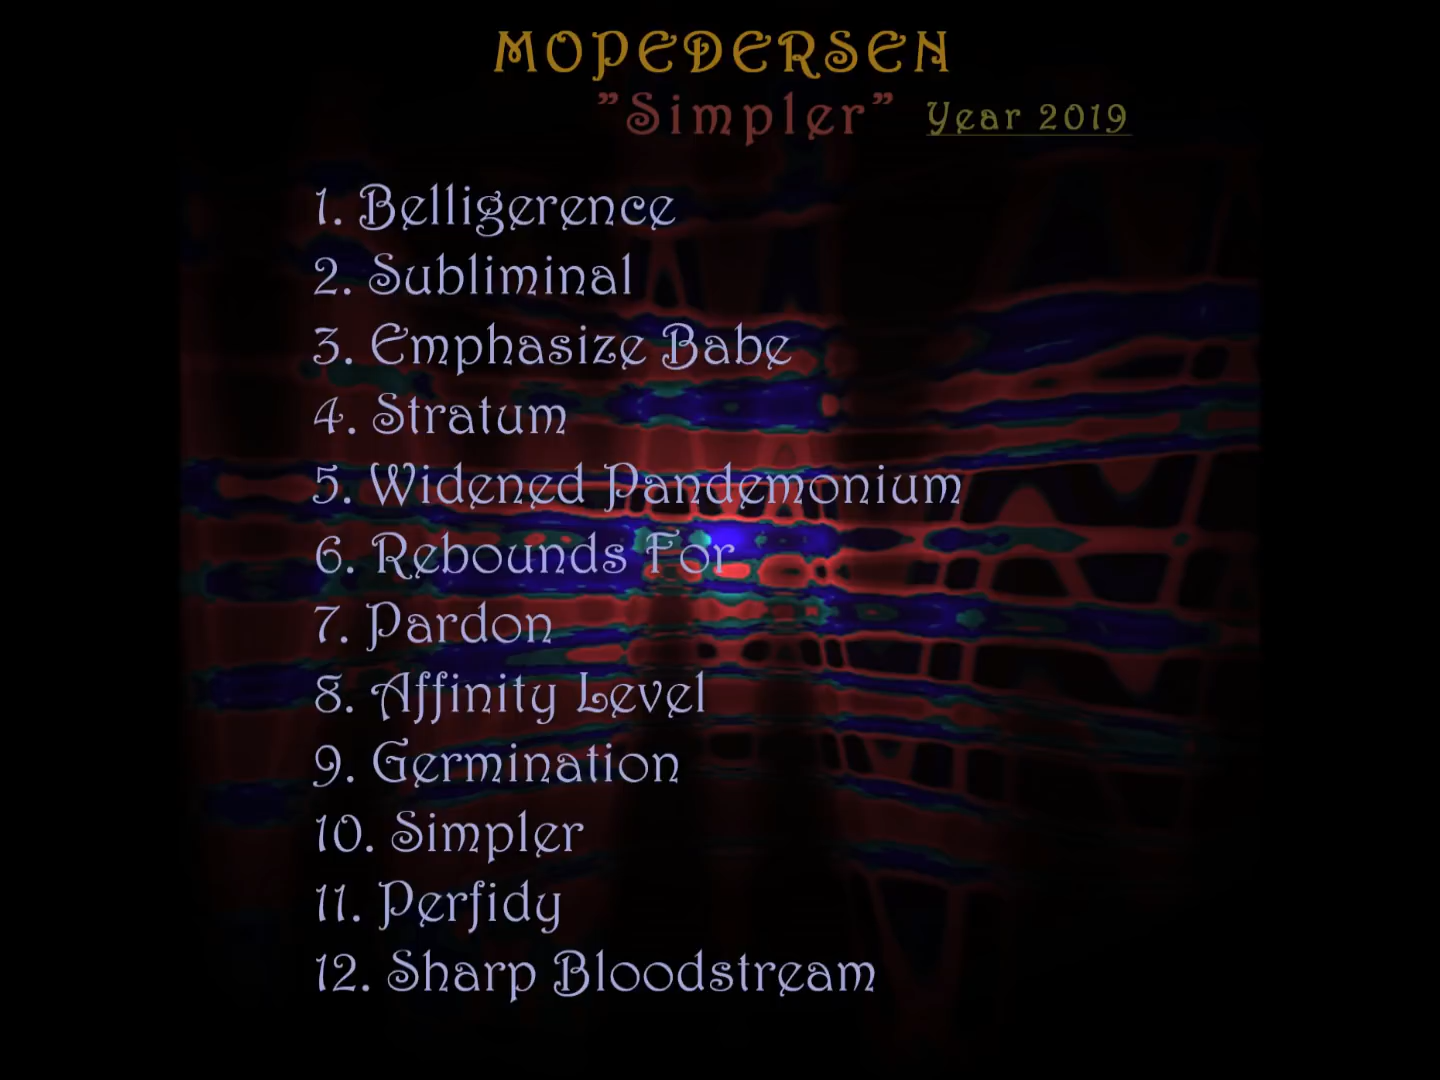 MOPEDERSEN
"Simpler" Year 2019
1. Belligerence
2. Subliminal
3. Emphasize Babe
4. Stratum
5. Widened Pandemonium
6. Rebounds For
7. Pardon
8. Affinity Level
9. Germination
10. Simpler
11. Perfidy
12. Sharp Bloodstream